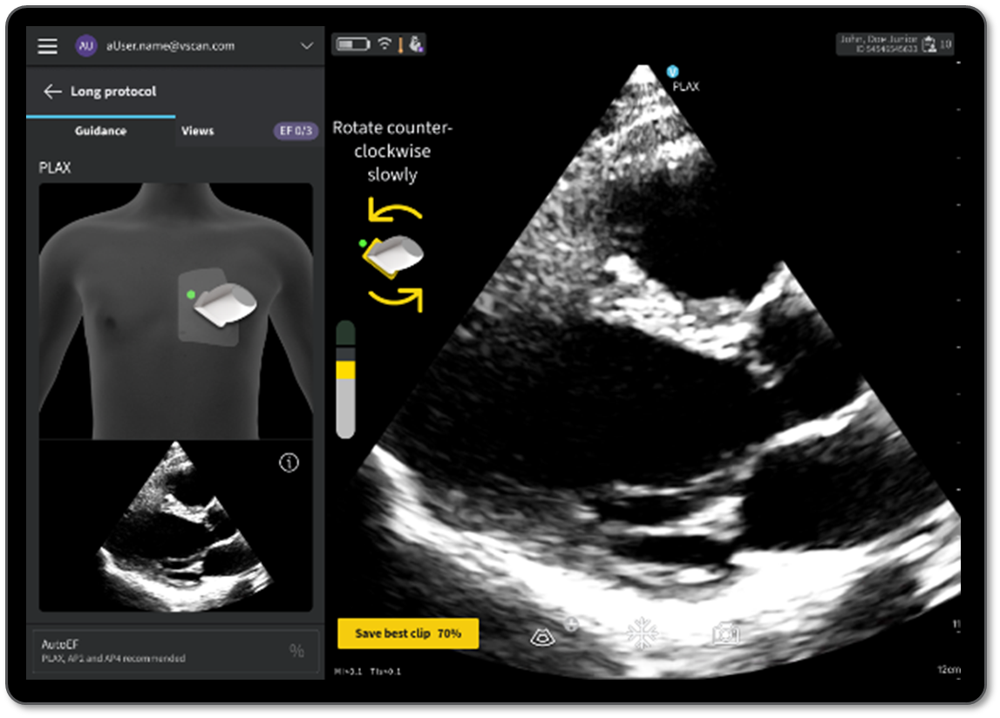 AU aUser.name@vscan.com
John, Doe Junior
ID 54545545633
10
Long protocol
Guidance
Views
EF 0/3
PLAX
V
PLAX
Rotate counter-
clockwise
slowly
Save best clip 70%
AutoEF
PLAX, AP2 and AP4 recommended
%
11
12cm
MI<0.1 TIs<0.1